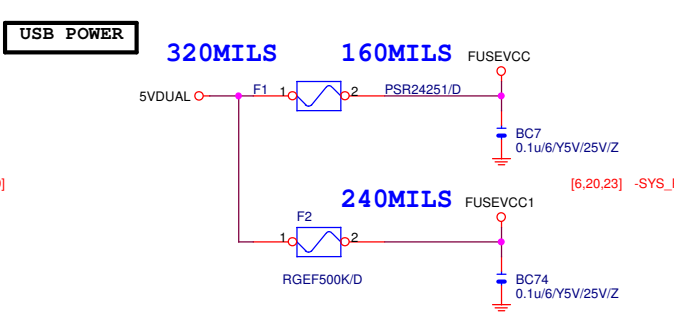 USB POWER
320MILS 160MILS FUSEVCC
5VDUAL F1 1 2 PSR24251/D
BC7
0.1u/6/Y5V/25V/Z
] [6,20,23] -SYS_
240MILS FUSEVCC1
F2
1 2
RGEF500K/D
BC74
0.1u/6/Y5V/25V/Z